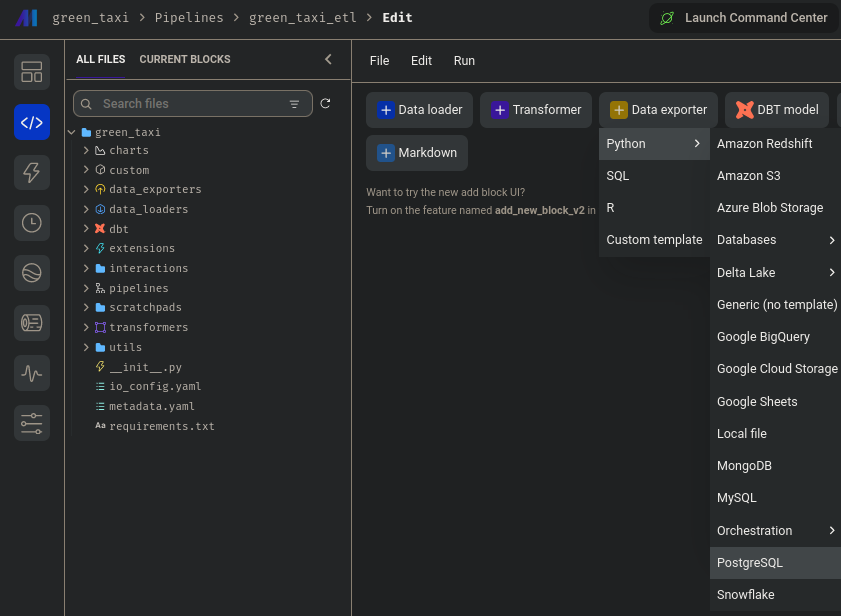 green_taxi > Pipelines > green_taxi_etl > Edit
Launch Command Center
ALL FILES CURRENT BLOCKS
File Edit Run
Search files
Data loader Transformer Data exporter DBT model
Markdown
Want to try the new add block UI?
Turn on the feature named add_new_block_v2 in
green_taxi
charts
custom
data_exporters
data_loaders
dbt
extensions
interactions
pipelines
scratchpads
transformers
utils
__init__.py
io_config.yaml
metadata.yaml
Aa requirements.txt
Python
SQL
R
Custom template
Amazon Redshift
Amazon S3
Azure Blob Storage
Databases
Delta Lake
Generic (no template)
Google BigQuery
Google Cloud Storage
Google Sheets
Local file
MongoDB
MySQL
Orchestration
PostgreSQL
Snowflake